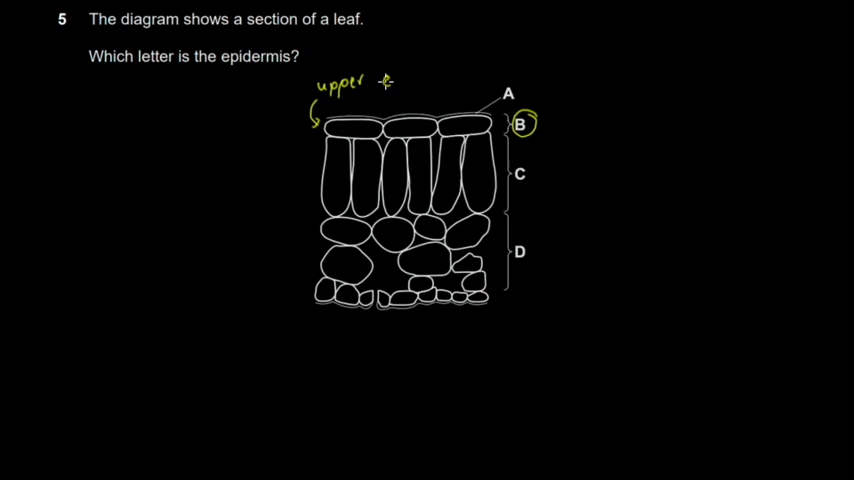 5 The diagram shows a section of a leaf.
Which letter is the epidermis?
upper e
A
B
C
D